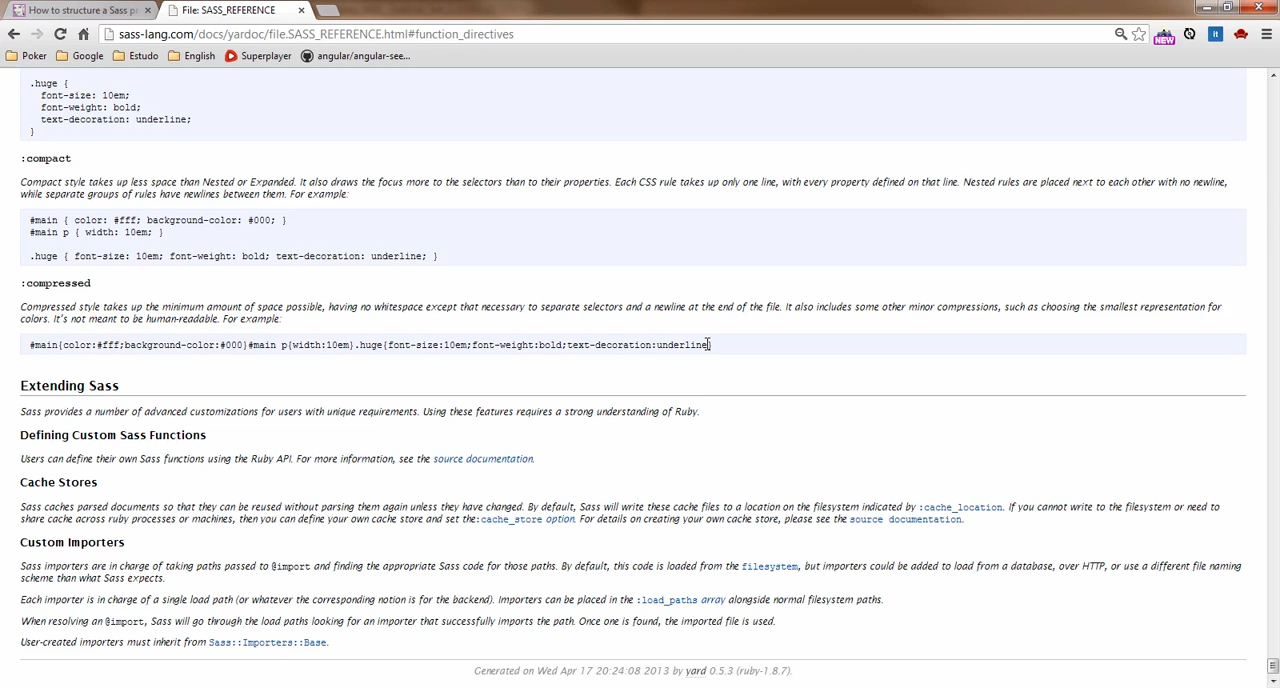 How to structure a Sass pr
File: SASS_REFERENCE
sass-lang.com/docs/yardoc/file.SASS_REFERENCE.html#function_directives
NEW
It
Poker
Google
Estudo
English
Superplayer
angular/angular-see...
.huge {
font-size: 10em;
font-weight: bold;
text-decoration: underline;
}
:compact
Compact style takes up less space than Nested or Expanded. It also draws the focus more to the selectors than to their properties. Each CSS rule takes up only one line, with every property defined on that line. Nested rules are placed next to each other with no newline,
while separate groups of rules have newlines between them. For example:
#main { color: #fff; background-color: #000; }
#main p { width: 10em; }
.huge { font-size: 10em; font-weight: bold; text-decoration: underline; }
:compressed
Compressed style takes up the minimum amount of space possible, having no whitespace except that necessary to separate selectors and a newline at the end of the file. It also includes some other minor compressions, such as choosing the smallest representation for
colors. It's not meant to be human-readable. For example:
#main{color:#fff;background-color:#000}#main p{width:10em}.huge{font-size:10em;font-weight:bold;text-decoration:underline}
Extending Sass
Sass provides a number of advanced customizations for users with unique requirements. Using these features requires a strong understanding of Ruby.
Defining Custom Sass Functions
Users can define their own Sass functions using the Ruby API. For more information, see the source documentation.
Cache Stores
Sass caches parsed documents so that they can be reused without parsing them again unless they have changed. By default, Sass will write these cache files to a location on the filesystem indicated by :cache_location. If you cannot write to the filesystem or need to
share cache across ruby processes or machines, then you can define your own cache store and set the:cache_store option. For details on creating your own cache store, please see the source documentation.
Custom Importers
Sass importers are in charge of taking paths passed to @import and finding the appropriate Sass code for those paths. By default, this code is loaded from the filesystem, but importers could be added to load from a database, over HTTP, or use a different file naming
scheme than what Sass expects.
Each importer is in charge of a single load path (or whatever the corresponding notion is for the backend). Importers can be placed in the :load_paths array alongside normal filesystem paths.
When resolving an @import, Sass will go through the load paths looking for an importer that successfully imports the path. Once one is found, the imported file is used.
User-created importers must inherit from Sass::Importers::Base.
Generated on Wed Apr 17 20:24:08 2013 by yard 0.5.3 (ruby-1.8.7).